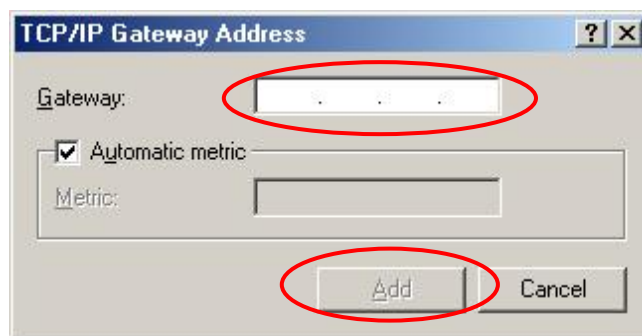 TCP/IP Gateway Address ? X
Gateway: . . .
Automatic metric
Metric:
Add Cancel